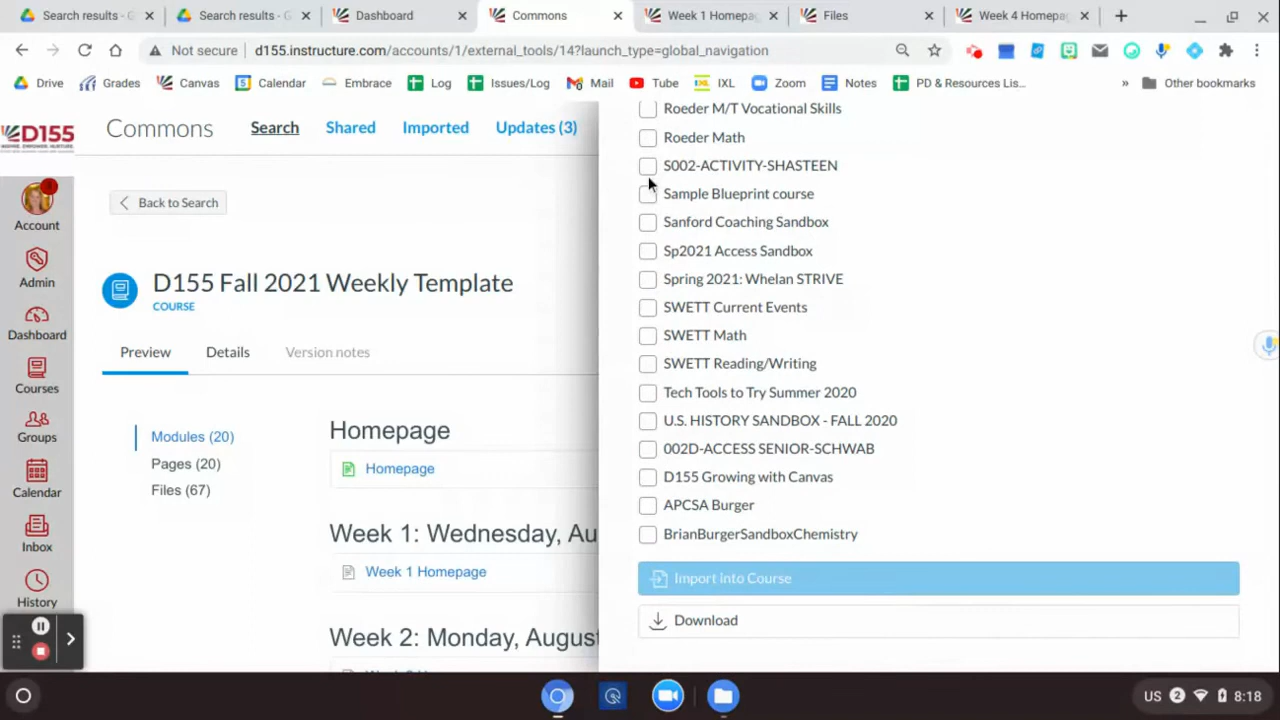 Search results - G
Search results - G
Dashboard
Commons
Week 1 Homepag
Files
Week 4 Homepa
Not secure d155.instructure.com/accounts/1/external_tools/14?launch_type=global_navigation
Drive Grades Canvas Calendar Embrace Log Issues/Log Mail Tube IXL Zoom Notes PD & Resources Lis... » Other bookmarks
D155
Commons Search Shared Imported Updates (3)
Account
Admin
Dashboard
Courses
Groups
Calendar
Inbox
History
Back to Search
D155 Fall 2021 Weekly Template
COURSE
Preview Details Version notes
Modules (20)
Pages (20)
Files (67)
Homepage
Homepage
Week 1: Wednesday, Au
Week 1 Homepage
Week 2: Monday, Augus
Roeder M/T Vocational Skills
Roeder Math
S002-ACTIVITY-SHASTEEN
Sample Blueprint course
Sanford Coaching Sandbox
Sp2021 Access Sandbox
Spring 2021: Whelan STRIVE
SWETT Current Events
SWETT Math
SWETT Reading/Writing
Tech Tools to Try Summer 2020
U.S. HISTORY SANDBOX - FALL 2020
002D-ACCESS SENIOR-SCHWAB
D155 Growing with Canvas
APCSA Burger
BrianBurgerSandboxChemistry
Import into Course
Download
US 2 8:18